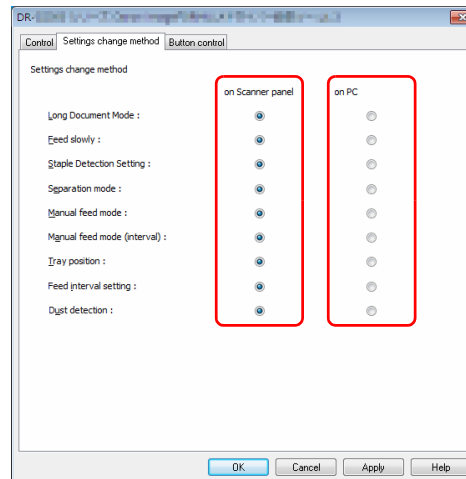 DR-
Control Settings change method Button control
Settings change method
on Scanner panel on PC
Long Document Mode :
Feed slowly :
Staple Detection Setting :
Separation mode :
Manual feed mode :
Manual feed mode (interval) :
Tray position :
Feed interval setting :
Dust detection :
OK Cancel Apply Help